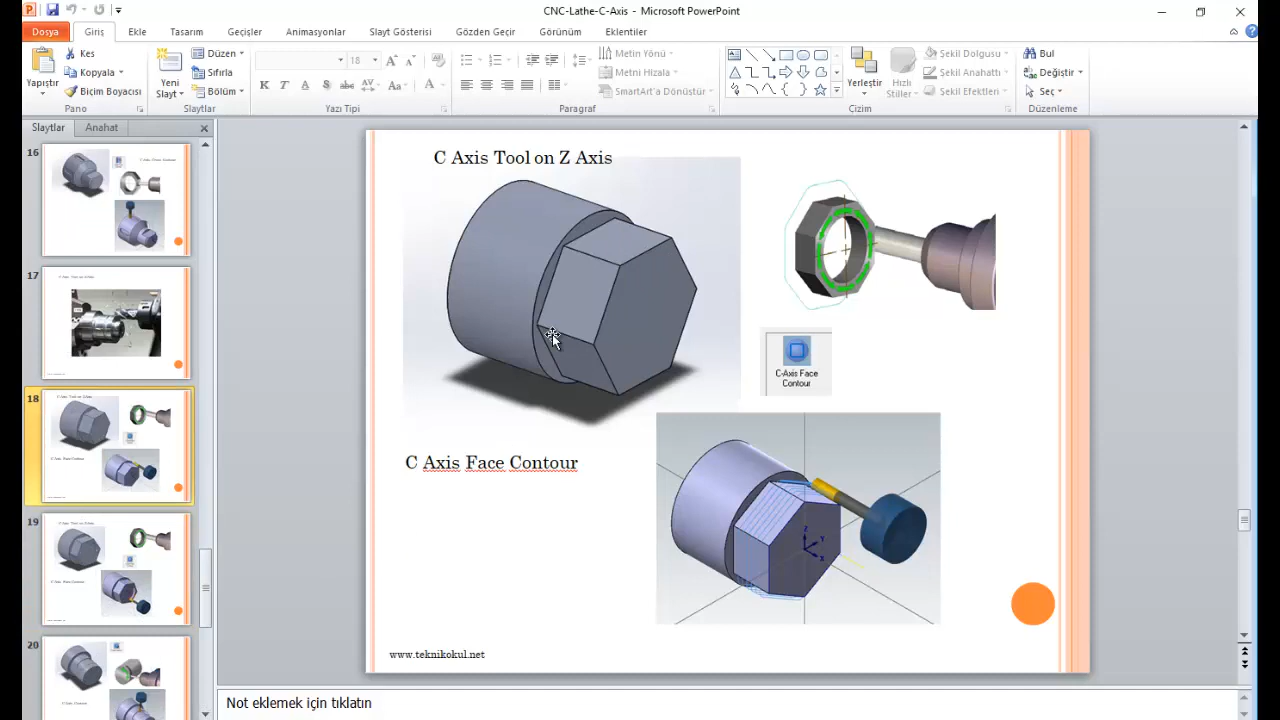 CNC-Lathe-C-Axis - Microsoft PowerPoint
Dosya Giriş Ekle Tasarım Geçişler Animasyonlar Slayt Gösterisi Gözden Geçir Görünüm Eklentiler
Yapıştır
Kes
Kopyala
Biçim Boyacısı
Pano
Yeni Slayt
Düzen
Sıfırla
Bölüm
Slaytlar
18
K T A S abc AV Aa A
Yazı Tipi
Metin Yönü
Metni Hizala
SmartArt'a Dönüştür
Paragraf
Yerleştir
Hızlı Stiller
Şekil Dolgusu
Şekil Anahattı
Şekil Efektleri
Çizim
Bul
Değiştir
Seç
Düzenleme
Slaytlar Anahat
16
17
18
19
20
C Axis Tool on Z Axis
C-Axis Face
Contour
C Axis Face Contour
Z
Y
X
www.teknikokul.net
Not eklemek için tıklatın